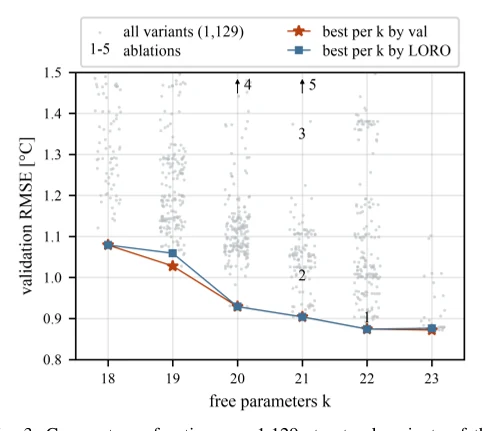 all variants (1,129)
1-5 ablations
best per k by val
best per k by LORO
1.5
1.4
1.3
1.2
1.1
1.0
0.9
0.8
validation RMSE [°C]
4
5
3
2
1
18 19 20 21 22 23
free parameters k